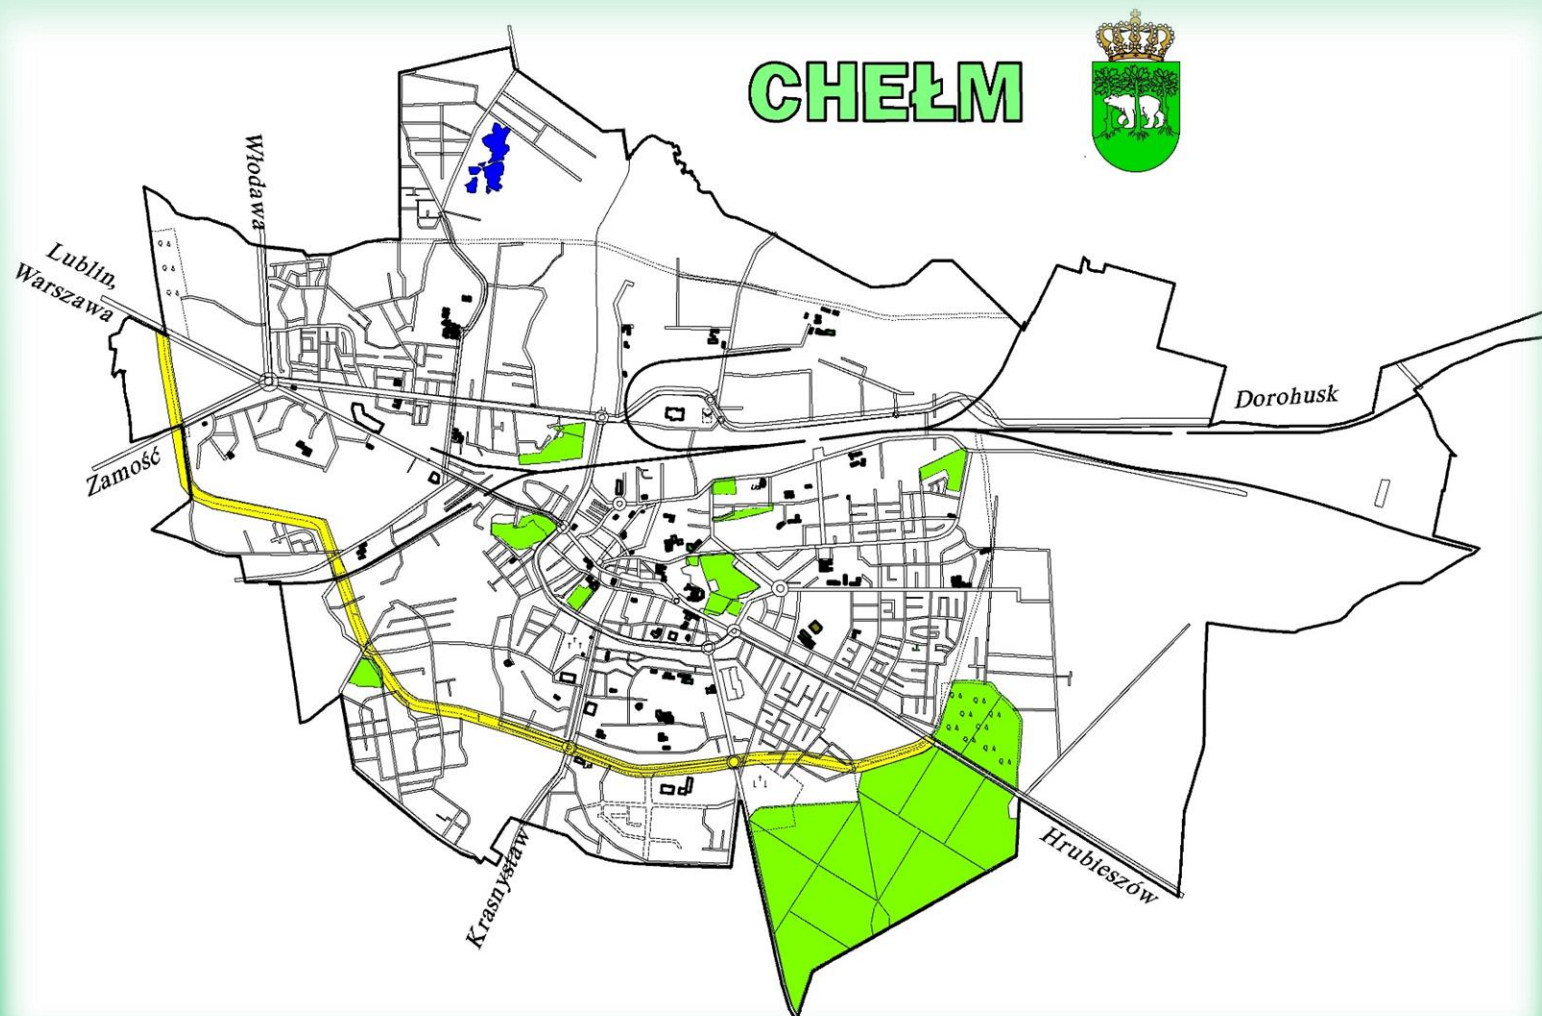 CHEŁM
Włodawa
Lublin,
Warszawa
Dorohusk
Zamość
Hrubieszów
Krasnystaw